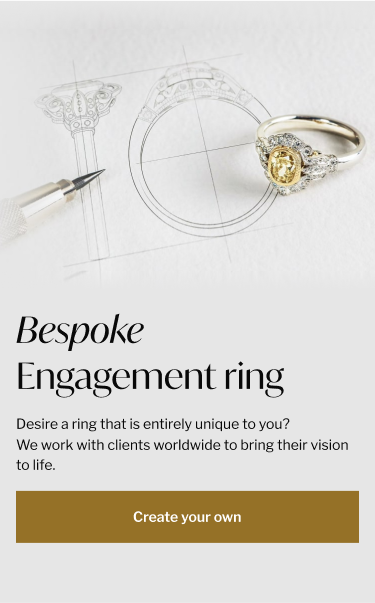 Bespoke
Engagement ring
Desire a ring that is entirely unique to you?
We work with clients worldwide to bring their vision
to life.
Create your own